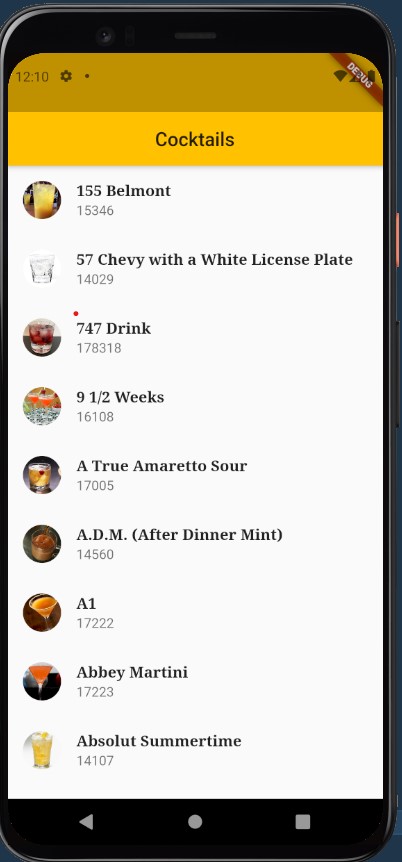 12:10
DEBUG
Cocktails
155 Belmont
15346
57 Chevy with a White License Plate
14029
747 Drink
178318
9 1/2 Weeks
16108
A True Amaretto Sour
17005
A.D.M. (After Dinner Mint)
14560
A1
17222
Abbey Martini
17223
Absolut Summertime
14107